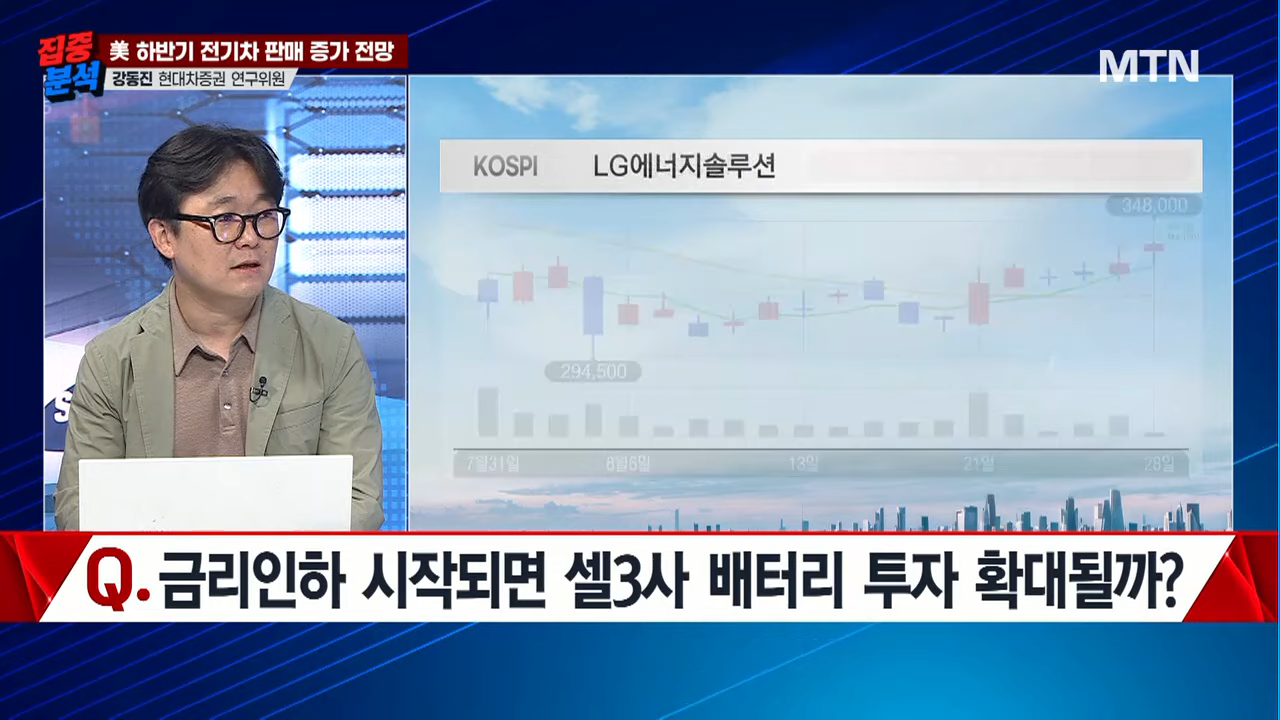 집중
분석
美 하반기 전기차 판매 증가 전망
강동진 현대차증권 연구위원
MTN
KOSPI LG에너지솔루션
348,000
294,500
7월31일 8월6일 13일 21일 28일
Q. 금리인하 시작되면 셀3사 배터리 투자 확대될까?